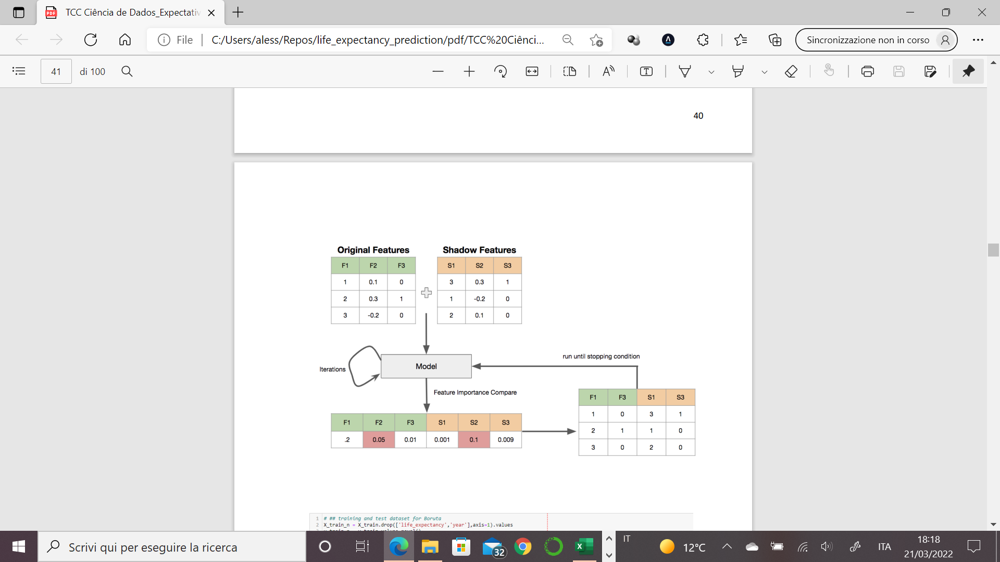 TCC Ciência de Dados_Expectativ
File C:/Users/aless/Repos/life_expectancy_prediction/pdf/TCC%20Ciênci...
Sincronizzazione non in corso
41 di 100
40
Original Features Shadow Features
F1 F2 F3 S1 S2 S3
1 0.1 0 3 0.3 1
2 0.3 1 1 -0.2 0
3 -0.2 0 2 0.1 0
run until stopping condition
Model
Iterations
Feature Importance Compare
F1 F3 S1 S3
1 0 3 1
2 1 1 0
3 0 2 0
F1 F2 F3 S1 S2 S3
.2 0.05 0.01 0.001 0.1 0.009
1 # ## training and test dataset for Boruta
2 X_train_n = X_train.drop(['life_expectancy','year'],axis=1).values
Scrivi qui per eseguire la ricerca
32
IT
12°C
ITA
18:18
21/03/2022